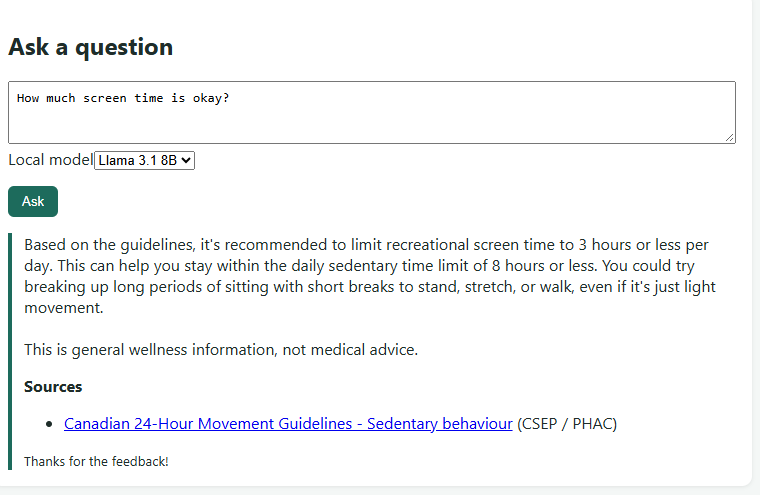 Ask a question
How much screen time is okay?
Local model Llama 3.1 8B
Ask
Based on the guidelines, it's recommended to limit recreational screen time to 3 hours or less per
day. This can help you stay within the daily sedentary time limit of 8 hours or less. You could try
breaking up long periods of sitting with short breaks to stand, stretch, or walk, even if it's just light
movement.
This is general wellness information, not medical advice.
Sources
• Canadian 24-Hour Movement Guidelines - Sedentary behaviour (CSEP / PHAC)
Thanks for the feedback!